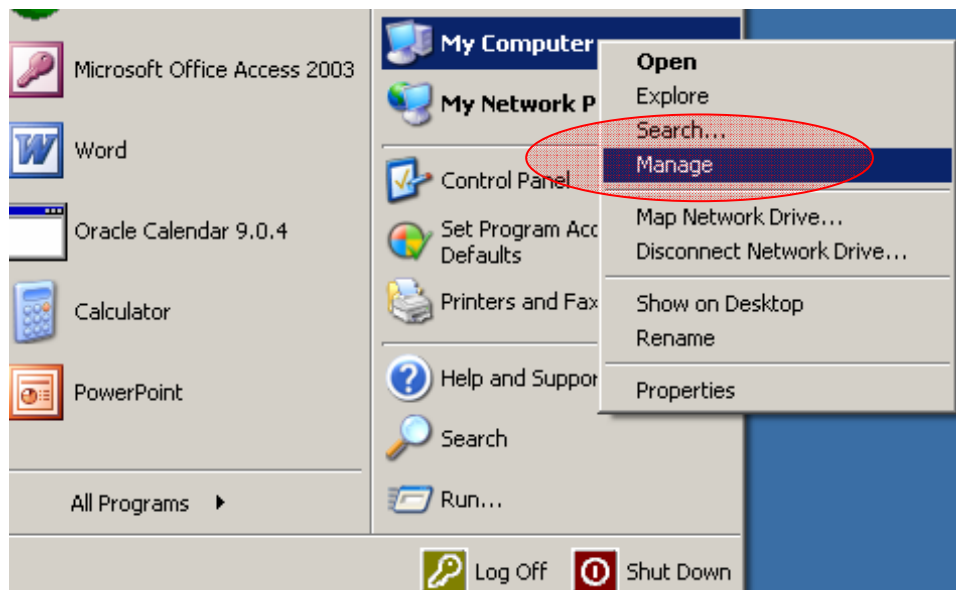 Microsoft Office Access 2003
Word
Oracle Calendar 9.0.4
Calculator
PowerPoint
All Programs
My Computer
My Network P
Control Panel
Set Program Acc
Defaults
Printers and Fax
Help and Suppor
Search
Run...
Open
Explore
Search...
Manage
Map Network Drive...
Disconnect Network Drive...
Show on Desktop
Rename
Properties
Log Off
Shut Down